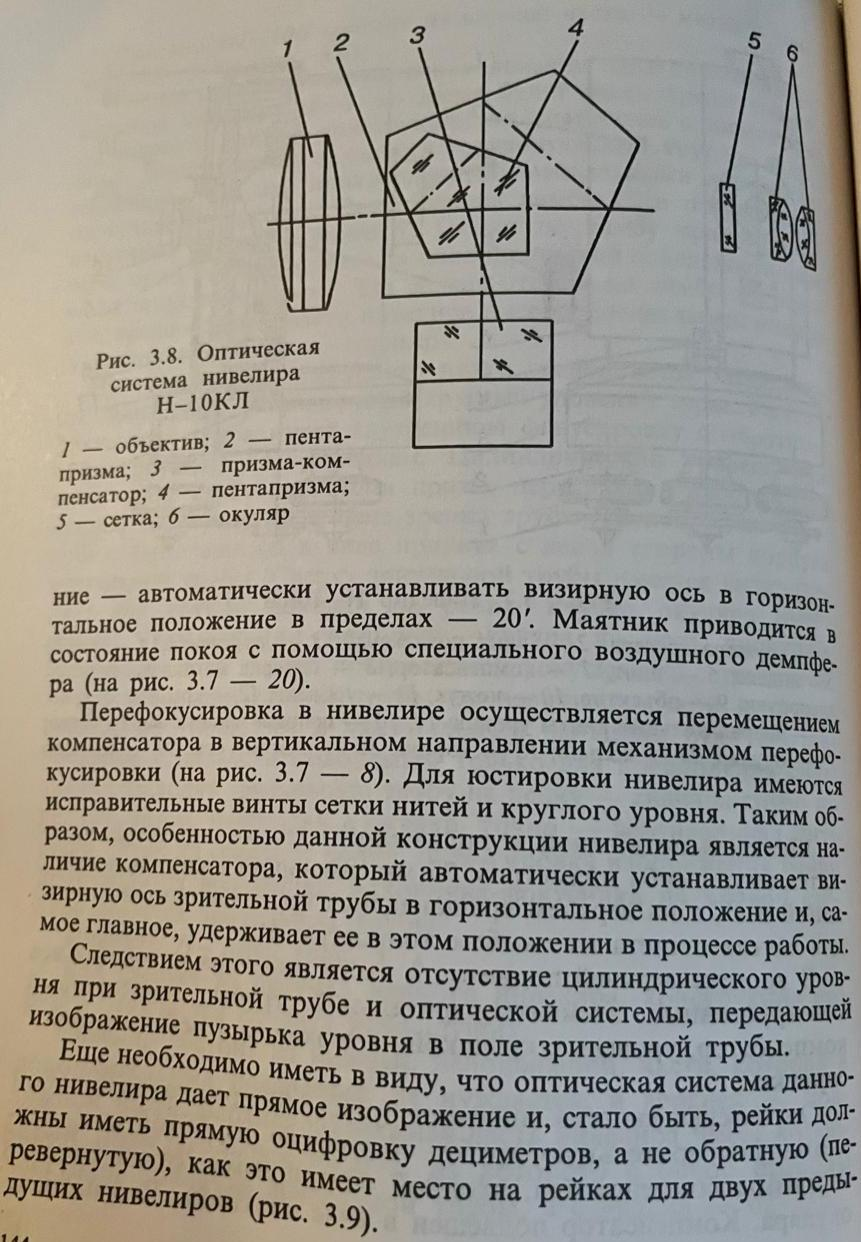 1 2 3 4 5 6
Рис. 3.8. Оптическая
система нивелира
Н–10КЛ
1 — объектив; 2 — пента-
призма; 3 — призма-ком-
пенсатор; 4 — пентапризма;
5 — сетка; 6 — окуляр
ние — автоматически устанавливать визирную ось в горизон-
тальное положение в пределах — 20′. Маятник приводится в
состояние покоя с помощью специального воздушного демпфе-
ра (на рис. 3.7 — 20).
Перефокусировка в нивелире осуществляется перемещением
компенсатора в вертикальном направлении механизмом перефо-
кусировки (на рис. 3.7 — 8). Для юстировки нивелира имеются
исправительные винты сетки нитей и круглого уровня. Таким об-
разом, особенностью данной конструкции нивелира является на-
личие компенсатора, который автоматически устанавливает ви-
зирную ось зрительной трубы в горизонтальное положение и, са-
мое главное, удерживает ее в этом положении в процессе работы.
Следствием этого является отсутствие цилиндрического уров-
ня при зрительной трубе и оптической системы, передающей
изображение пузырька уровня в поле зрительной трубы.
Еще необходимо иметь в виду, что оптическая система данно-
го нивелира дает прямое изображение и, стало быть, рейки дол-
жны иметь прямую оцифровку дециметров, а не обратную (пе-
ревернутую), как это имеет место на рейках для двух преды-
дущих нивелиров (рис. 3.9).